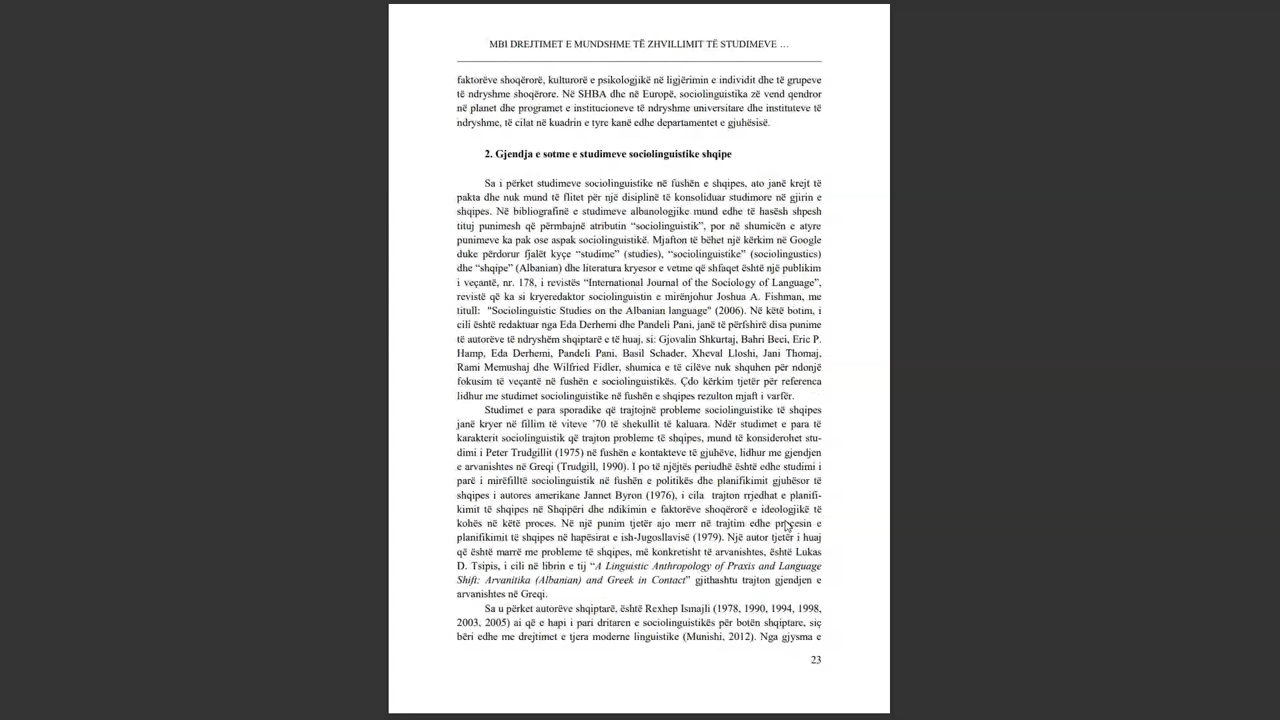 MBI DREJTIMET E MUNDSHME TË ZHVILLIMIT TË STUDIMEVE …
faktorëve shoqërorë, kulturorë e psikologjikë në ligjërimin e individit dhe të grupeve
të ndryshme shoqërore. Në SHBA dhe në Europë, sociolinguistika zë vend qendror
në planet dhe programet e institucioneve të ndryshme universitare dhe instituteve të
ndryshme, të cilat në kuadrin e tyre kanë edhe departamentet e gjuhësisë.
2. Gjendja e sotme e studimeve sociolinguistike shqipe
Sa i përket studimeve sociolinguistike në fushën e shqipes, ato janë krejt të
pakta dhe nuk mund të flitet për një disiplinë të konsoliduar studimore në gjirin e
shqipes. Në bibliografinë e studimeve albanologjike mund edhe të hasësh shpesh
tituj punimesh që përmbajnë atributin “sociolinguistik”, por në shumicën e atyre
punimeve ka pak ose aspak sociolinguistikë. Mjafton të bëhet një kërkim në Google
duke përdorur fjalët kyçe “studime” (studies), “sociolinguistike” (sociolingustics)
dhe “shqipe” (Albanian) dhe literatura kryesor e vetme që shfaqet është një publikim
i veçantë, nr. 178, i revistës “International Journal of the Sociology of Language”,
revistë që ka si kryeredaktor sociolinguistin e mirënjohur Joshua A. Fishman, me
titull: "Sociolinguistic Studies on the Albanian language" (2006). Në këtë botim, i
cili është redaktuar nga Eda Derhemi dhe Pandeli Pani, janë të përfshirë disa punime
të autorëve të ndryshëm shqiptarë e të huaj, si: Gjovalin Shkurtaj, Bahri Beci, Eric P.
Hamp, Eda Derhemi, Pandeli Pani, Basil Schader, Xheval Lloshi, Jani Thomaj,
Rami Memushaj dhe Wilfried Fidler, shumica e të cilëve nuk shquhen për ndonjë
fokusim të veçantë në fushën e sociolinguistikës. Çdo kërkim tjetër për referenca
lidhur me studimet sociolinguistike në fushën e shqipes rezulton mjaft i varfër.
Studimet e para sporadike që trajtojnë probleme sociolinguistike të shqipes
janë kryer në fillim të viteve ’70 të shekullit të kaluara. Ndër studimet e para të
karakterit sociolinguistik që trajton probleme të shqipes, mund të konsiderohet stu-
dimi i Peter Trudgillit (1975) në fushën e kontakteve të gjuhëve, lidhur me gjendjen
e arvanishtes në Greqi (Trudgill, 1990). I po të njëjtës periudhë është edhe studimi i
parë i mirëfilltë sociolinguistik në fushën e politikës dhe planifikimit gjuhësor të
shqipes i autores amerikane Jannet Byron (1976), i cila trajton rrjedhat e planifi-
kimit të shqipes në Shqipëri dhe ndikimin e faktorëve shoqërorë e ideologjikë të
kohës në këtë proces. Në një punim tjetër ajo merr në trajtim edhe procesin e
planifikimit të shqipes në hapësirat e ish-Jugosllavisë (1979). Një autor tjetër i huaj
që është marrë me probleme të shqipes, më konkretisht të arvanishtes, është Lukas
D. Tsipis, i cili në librin e tij “A Linguistic Anthropology of Praxis and Language
Shift: Arvanitika (Albanian) and Greek in Contact” gjithashtu trajton gjendjen e
arvanishtes në Greqi.
Sa u përket autorëve shqiptarë, është Rexhep Ismajli (1978, 1990, 1994, 1998,
2003, 2005) ai që e hapi i pari dritaren e sociolinguistikës për botën shqiptare, siç
bëri edhe me drejtimet e tjera moderne linguistike (Munishi, 2012). Nga gjysma e
23